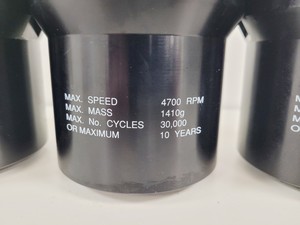 MAX. SPEED 4700 RPM
MAX. MASS 1410g
MAX. No. CYCLES 30,000
OR MAXIMUM 10 YEARS